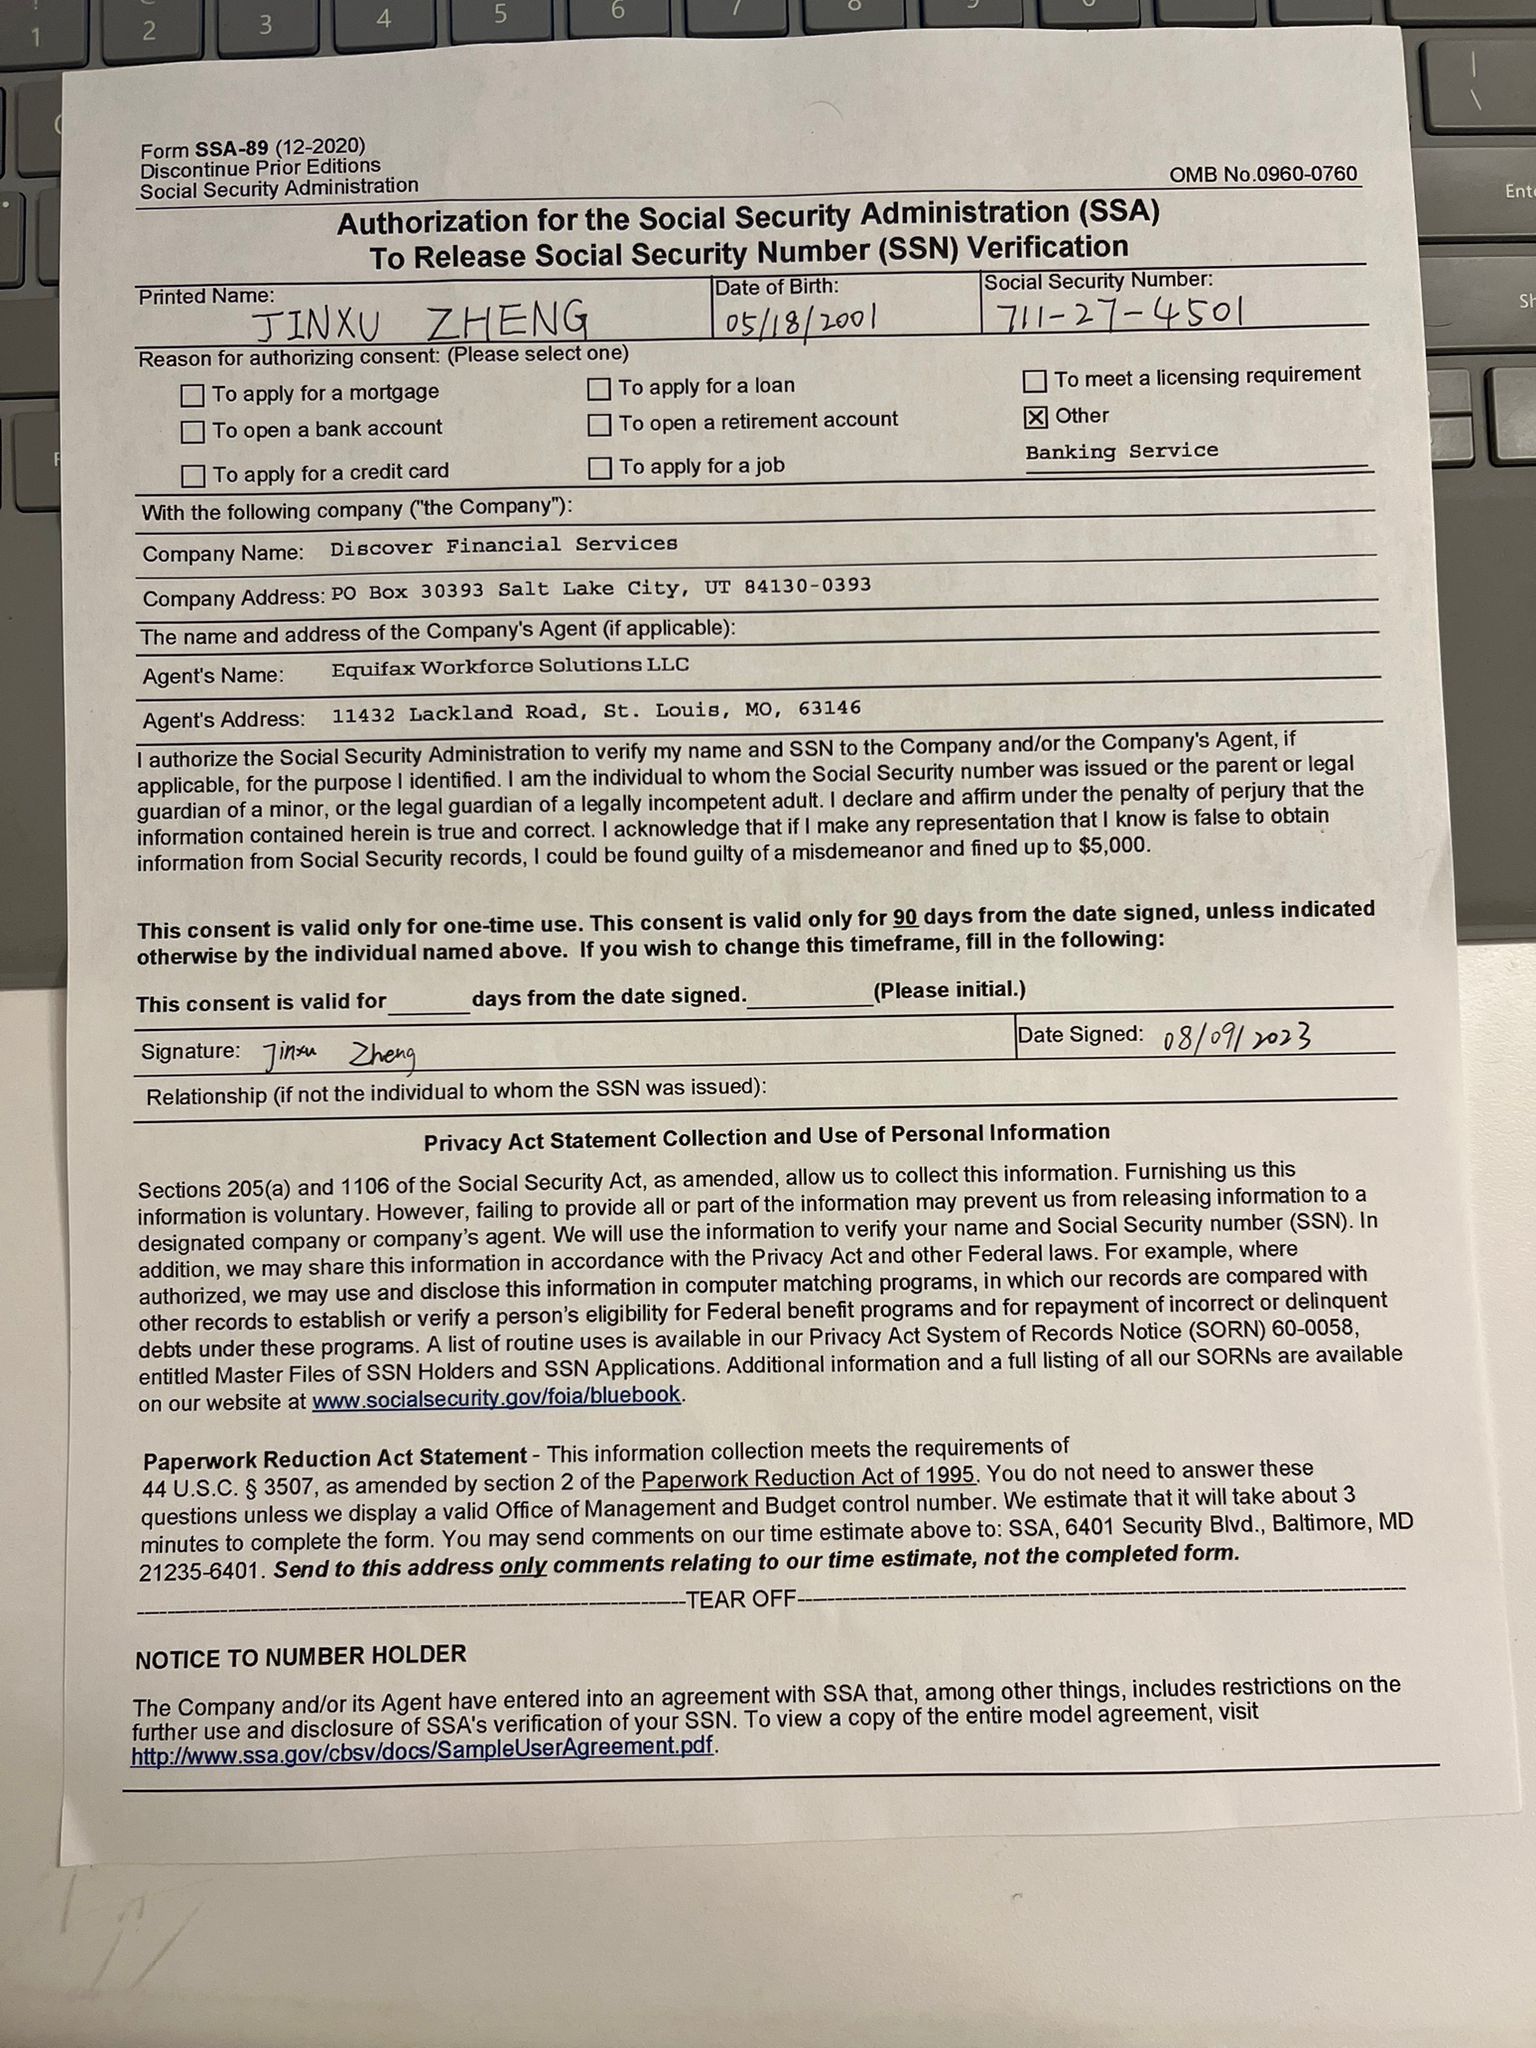 1 2 3 4 5 6 7
Form SSA-89 (12-2020)
Discontinue Prior Editions
Social Security Administration
OMB No.0960-0760
Authorization for the Social Security Administration (SSA)
To Release Social Security Number (SSN) Verification
Printed Name: JINXU ZHENG
Date of Birth: 05/18/2001
Social Security Number: 711-27-4501
Reason for authorizing consent: (Please select one)
To apply for a mortgage
To apply for a loan
To meet a licensing requirement
To open a bank account
To open a retirement account
Other
To apply for a credit card
To apply for a job
Banking Service
With the following company ("the Company"):
Company Name: Discover Financial Services
Company Address: PO Box 30393 Salt Lake City, UT 84130-0393
The name and address of the Company's Agent (if applicable):
Agent's Name: Equifax Workforce Solutions LLC
Agent's Address: 11432 Lackland Road, St. Louis, MO, 63146
I authorize the Social Security Administration to verify my name and SSN to the Company and/or the Company's Agent, if
applicable, for the purpose I identified. I am the individual to whom the Social Security number was issued or the parent or legal
guardian of a minor, or the legal guardian of a legally incompetent adult. I declare and affirm under the penalty of perjury that the
information contained herein is true and correct. I acknowledge that if I make any representation that I know is false to obtain
information from Social Security records, I could be found guilty of a misdemeanor and fined up to $5,000.
This consent is valid only for one-time use. This consent is valid only for 90 days from the date signed, unless indicated
otherwise by the individual named above. If you wish to change this timeframe, fill in the following:
This consent is valid for ______ days from the date signed. _________ (Please initial.)
Signature: Jinxu Zheng
Date Signed: 08/09/2023
Relationship (if not the individual to whom the SSN was issued):
Privacy Act Statement Collection and Use of Personal Information
Sections 205(a) and 1106 of the Social Security Act, as amended, allow us to collect this information. Furnishing us this
information is voluntary. However, failing to provide all or part of the information may prevent us from releasing information to a
designated company or company's agent. We will use the information to verify your name and Social Security number (SSN). In
addition, we may share this information in accordance with the Privacy Act and other Federal laws. For example, where
authorized, we may use and disclose this information in computer matching programs, in which our records are compared with
other records to establish or verify a person's eligibility for Federal benefit programs and for repayment of incorrect or delinquent
debts under these programs. A list of routine uses is available in our Privacy Act System of Records Notice (SORN) 60-0058,
entitled Master Files of SSN Holders and SSN Applications. Additional information and a full listing of all our SORNs are available
on our website at www.socialsecurity.gov/foia/bluebook.
Paperwork Reduction Act Statement - This information collection meets the requirements of
44 U.S.C. § 3507, as amended by section 2 of the Paperwork Reduction Act of 1995. You do not need to answer these
questions unless we display a valid Office of Management and Budget control number. We estimate that it will take about 3
minutes to complete the form. You may send comments on our time estimate above to: SSA, 6401 Security Blvd., Baltimore, MD
21235-6401. Send to this address only comments relating to our time estimate, not the completed form.
TEAR OFF
NOTICE TO NUMBER HOLDER
The Company and/or its Agent have entered into an agreement with SSA that, among other things, includes restrictions on the
further use and disclosure of SSA's verification of your SSN. To view a copy of the entire model agreement, visit
http://www.ssa.gov/cbsv/docs/SampleUserAgreement.pdf.